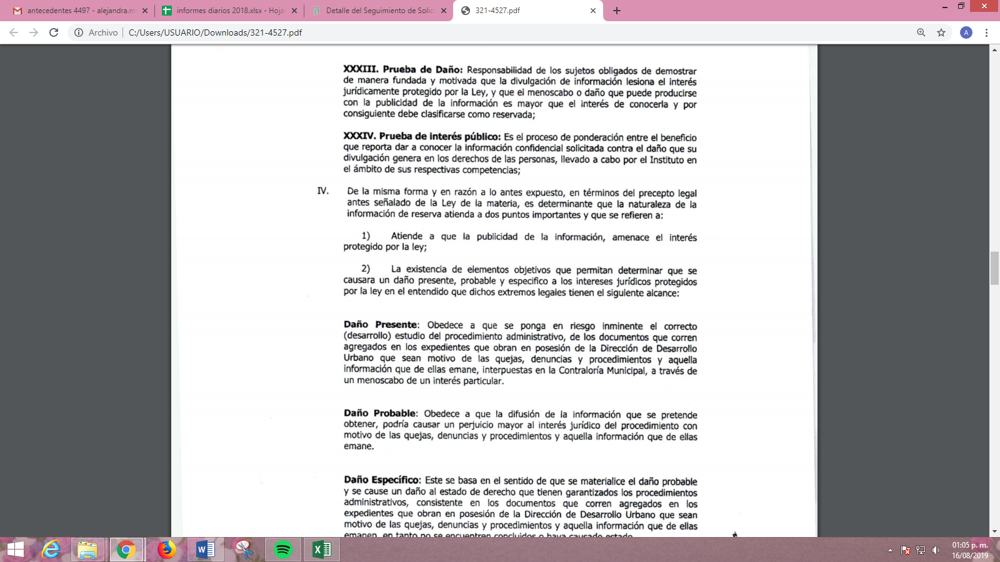 antecedentes 4497 - alejandra.m
informes diarios 2018.xlsx - Hoja
Detalle del Seguimiento de Solic
321-4527.pdf
Archivo
C:/Users/USUARIO/Downloads/321-4527.pdf
A
XXXIII. Prueba de Daño: Responsabilidad de los sujetos obligados de demostrar
de manera fundada y motivada que la divulgación de información lesiona el interés
jurídicamente protegido por la Ley, y que el menoscabo o daño que puede producirse
con la publicidad de la información es mayor que el interés de conocerla y por
consiguiente debe clasificarse como reservada;
XXXIV. Prueba de interés público: Es el proceso de ponderación entre el beneficio
que reporta dar a conocer la información confidencial solicitada contra el daño que su
divulgación genera en los derechos de las personas, llevado a cabo por el Instituto en
el ámbito de sus respectivas competencias;
IV. De la misma forma y en razón a lo antes expuesto, en términos del precepto legal
antes señalado de la Ley de la materia, es determinante que la naturaleza de la
información de reserva atienda a dos puntos importantes y que se refieren a:
1) Atiende a que la publicidad de la información, amenace el interés
protegido por la ley;
2) La existencia de elementos objetivos que permitan determinar que se
causara un daño presente, probable y especifico a los intereses jurídicos protegidos
por la ley en el entendido que dichos extremos legales tienen el siguiente alcance:
Daño Presente: Obedece a que se ponga en riesgo inminente el correcto
(desarrollo) estudio del procedimiento administrativo, de los documentos que corren
agregados en los expedientes que obran en posesión de la Dirección de Desarrollo
Urbano que sean motivo de las quejas, denuncias y procedimientos y aquella
información que de ellas emane, interpuestas en la Contraloría Municipal, a través de
un menoscabo de un interés particular.
Daño Probable: Obedece a que la difusión de la información que se pretende
obtener, podría causar un perjuicio mayor al interés jurídico del procedimiento con
motivo de las quejas, denuncias y procedimientos y aquella información que de ellas
emane.
Daño Específico: Este se basa en el sentido de que se materialice el daño probable
y se cause un daño al estado de derecho que tienen garantizados los procedimientos
administrativos, consistente en los documentos que corren agregados en los
expedientes que obran en posesión de la Dirección de Desarrollo Urbano que sean
motivo de las quejas, denuncias y procedimientos y aquella información que de ellas
emanen, en tanto no se encuentren concluidos o haya causado estado.
01:05 p. m.
16/08/2019